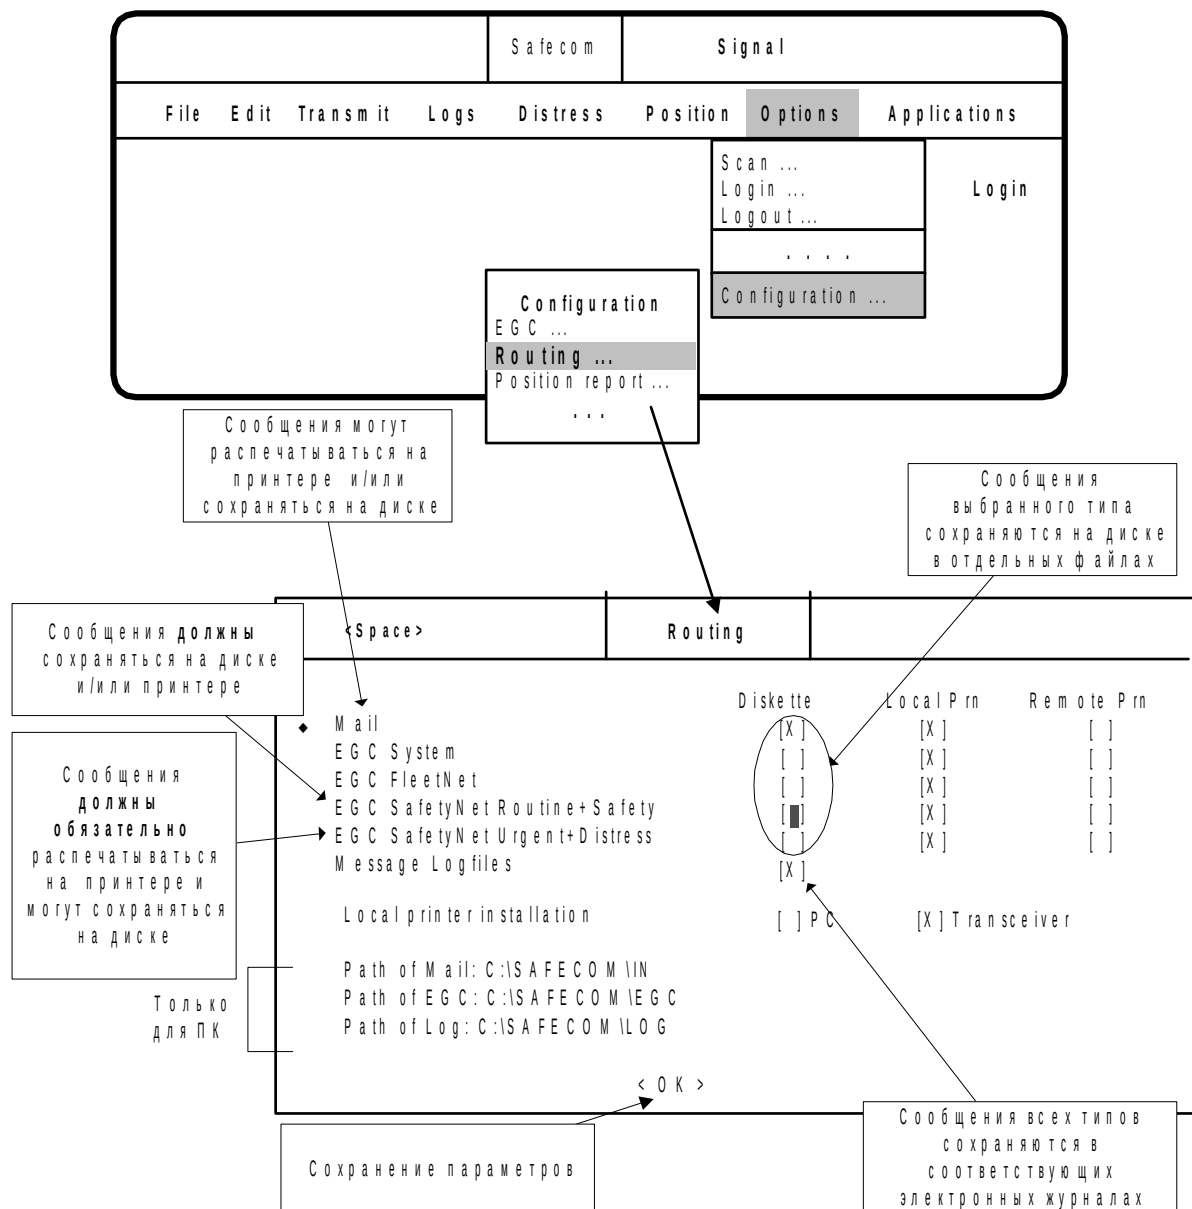 Safecom Signal
File Edit Transmit Logs Distress Position Options Applications
Scan ...
Login ...
Logout ...
. . . .
Configuration ...
Login
Configuration
EGC ...
Routing ...
Position report ...
. . .
Сообщения могут
распечатываться на
принтере и/или
сохраняться на диске
Сообщения
выбранного типа
сохраняются на диске
в отдельных файлах
Сообщения должны
сохраняться на диске
и/или принтере
Сообщения
должны
обязательно
распечатываться
на принтере и
могут сохраняться
на диске
Только
для ПК
<Space> Routing
Diskette Local Prn Remote Prn
Mail [X] [X] [ ]
EGC System [ ] [X] [ ]
EGC FleetNet [ ] [X] [ ]
EGC SafetyNet Routine+Safety [ ] [X] [ ]
EGC SafetyNet Urgent+Distress [ ] [X] [ ]
Message Logfiles [X]
Local printer installation [ ] PC [X] Transceiver
Path of Mail: C:\SAFECOM\IN
Path of EGC: C:\SAFECOM\EGC
Path of Log: C:\SAFECOM\LOG
< OK >
Сохранение параметров
Сообщения всех типов
сохраняются в
соответствующих
электронных журналах